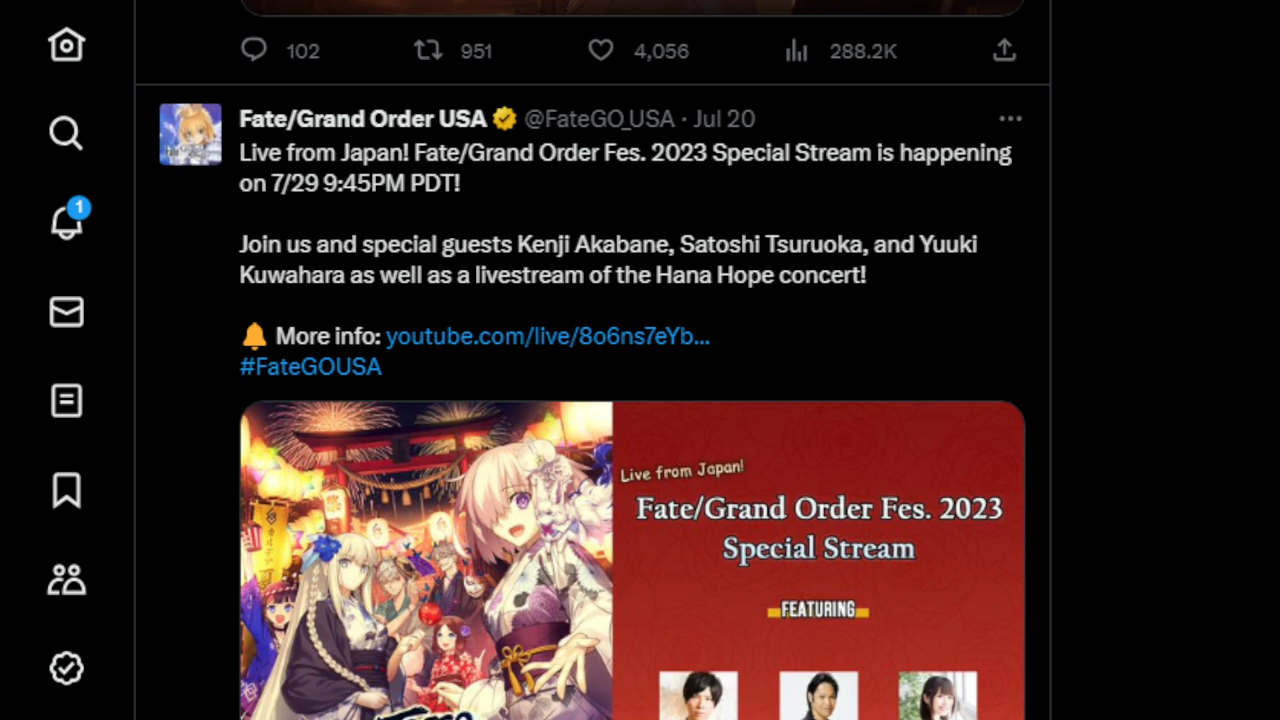 102 951 4,056 288.2K
1
Fate/Grand Order USA @FateGO_USA · Jul 20
Live from Japan! Fate/Grand Order Fes. 2023 Special Stream is happening
on 7/29 9:45PM PDT!
Join us and special guests Kenji Akabane, Satoshi Tsuruoka, and Yuuki
Kuwahara as well as a livestream of the Hana Hope concert!
🔔 More info: youtube.com/live/8o6ns7eYb...
#FateGOUSA
Live from Japan!
Fate/Grand Order Fes. 2023
Special Stream
FEATURING